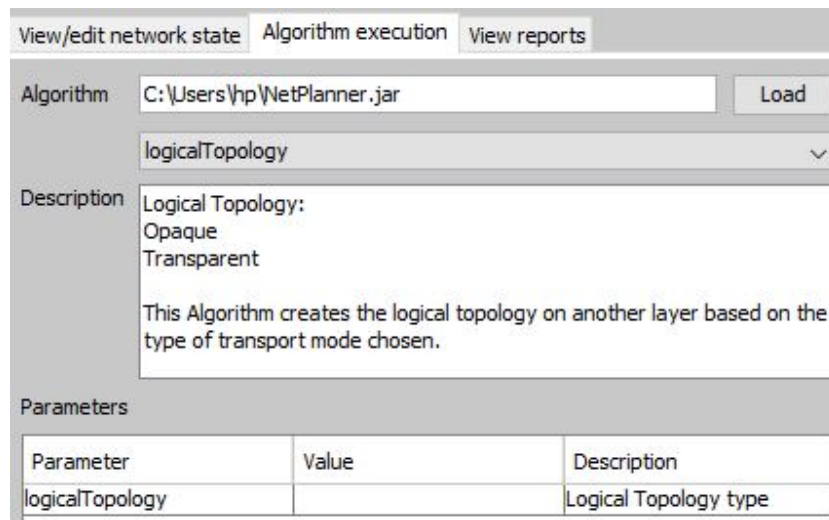 View/edit network state Algorithm execution View reports
Algorithm C:\Users\hp\NetPlanner.jar Load
logicalTopology
Description Logical Topology:
Opaque
Transparent
This Algorithm creates the logical topology on another layer based on the
type of transport mode chosen.
Parameters
Parameter Value Description
logicalTopology Logical Topology type